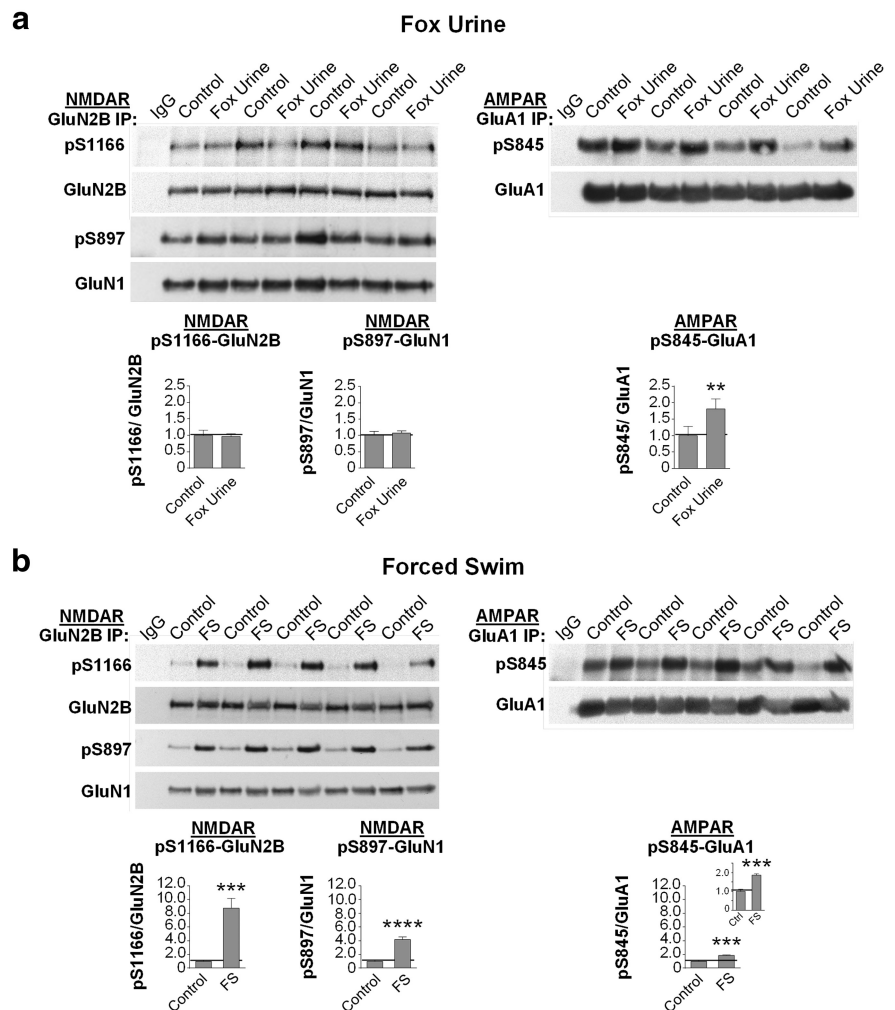 a
Fox Urine
NMDAR
GluN2B IP:
IgG Control Fox Urine Control Fox Urine Control Fox Urine Control Fox Urine
pS1166
GluN2B
pS897
GluN1
AMPAR
GluA1 IP:
IgG Control Fox Urine Control Fox Urine Control Fox Urine Control Fox Urine
pS845
GluA1
NMDAR
pS1166-GluN2B
pS1166/ GluN2B
2.5
2.0
1.5
1.0
0.5
0
Control Fox Urine
NMDAR
pS897-GluN1
pS897/GluN1
2.5
2.0
1.5
1.0
0.5
0
Control Fox Urine
AMPAR
pS845-GluA1
pS845/ GluA1
2.5
2.0
1.5
1.0
0.5
0
**
Control Fox Urine
b
Forced Swim
NMDAR
GluN2B IP:
IgG Control FS Control FS Control FS Control FS Control FS
pS1166
GluN2B
pS897
GluN1
AMPAR
GluA1 IP:
IgG Control FS Control FS Control FS Control FS Control FS
pS845
GluA1
NMDAR
pS1166-GluN2B
pS1166/GluN2B
12.0
10.0
8.0
6.0
4.0
2.0
0
***
Control FS
NMDAR
pS897-GluN1
pS897/GluN1
12.0
10.0
8.0
6.0
4.0
2.0
0
****
Control FS
AMPAR
pS845-GluA1
pS845/GluA1
12.0
10.0
8.0
6.0
4.0
2.0
0
***
Control FS
2.0
1.0
0
***
Ctrl FS